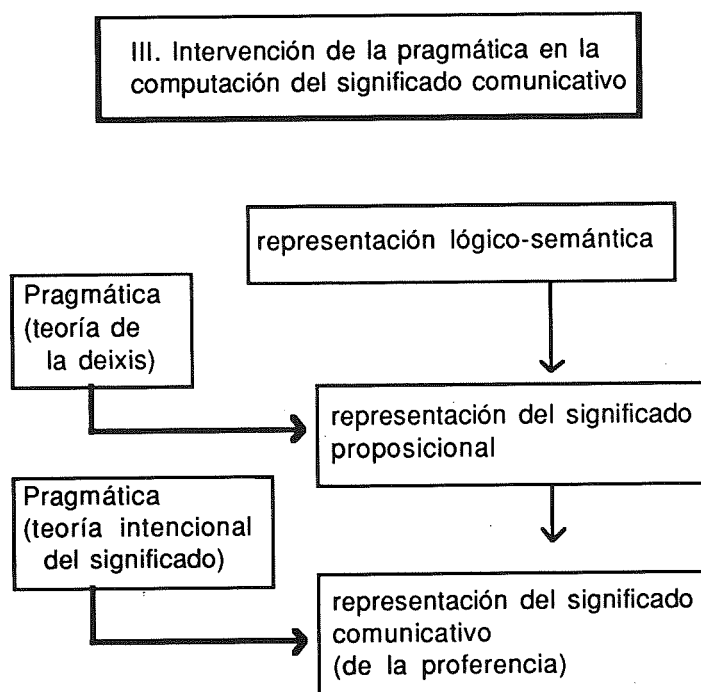 III. Intervención de la pragmática en la
computación del significado comunicativo
representación lógico-semántica
Pragmática
(teoría de
la deixis)
representación del significado
proposicional
Pragmática
(teoría intencional
del significado)
representación del significado
comunicativo
(de la proferencia)